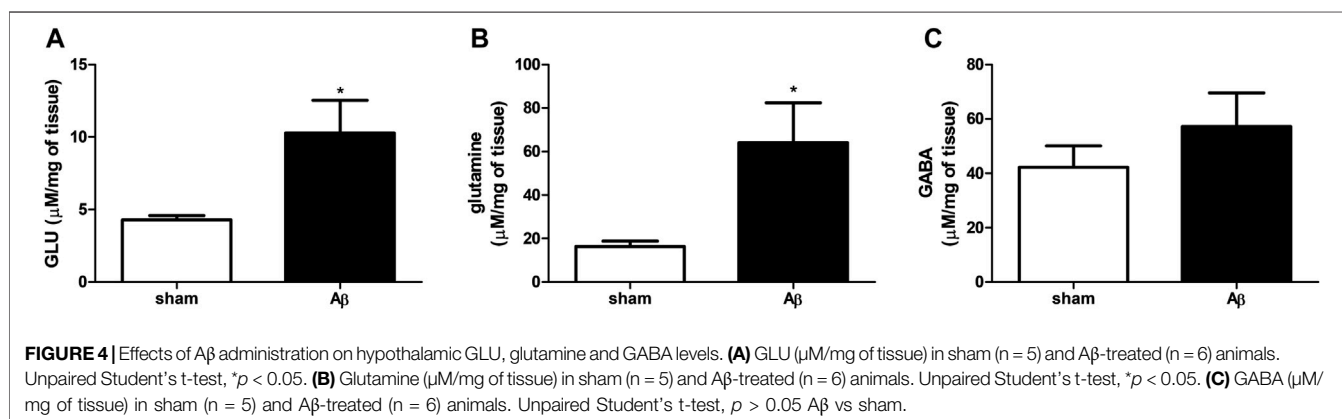 A
GLU (µM/mg of tissue)
15
10
5
0
*
sham
Aβ
B
glutamine
(µM/mg of tissue)
100
80
60
40
20
0
*
sham
Aβ
C
GABA
(µM/mg of tissue)
80
60
40
20
0
sham
Aβ
FIGURE 4 | Effects of Aβ administration on hypothalamic GLU, glutamine and GABA levels. (A) GLU (µM/mg of tissue) in sham (n = 5) and Aβ-treated (n = 6) animals.
Unpaired Student’s t-test, *p < 0.05. (B) Glutamine (µM/mg of tissue) in sham (n = 5) and Aβ-treated (n = 6) animals. Unpaired Student’s t-test, *p < 0.05. (C) GABA (µM/
mg of tissue) in sham (n = 5) and Aβ-treated (n = 6) animals. Unpaired Student’s t-test, p > 0.05 Aβ vs sham.